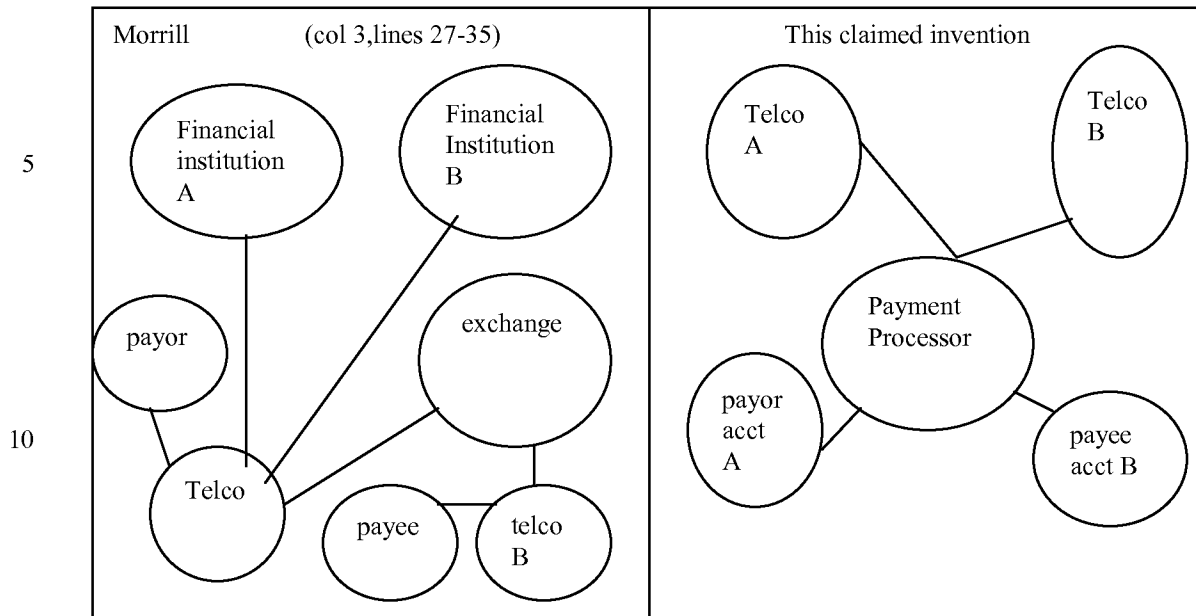 Morrill (col 3,lines 27-35)
Financial
institution
A
Financial
Institution
B
5
payor
exchange
10
Telco
payee
telco
B
This claimed invention
Telco
A
Telco
B
Payment
Processor
payor
acct
A
payee
acct B